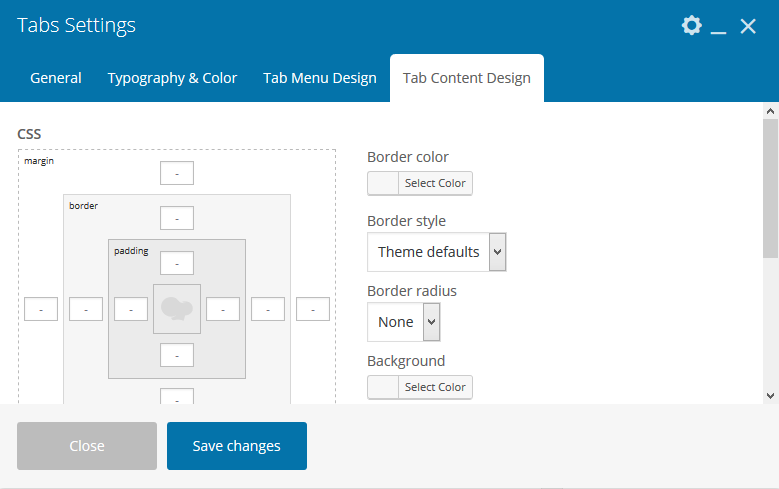 Tabs Settings
General Typography & Color Tab Menu Design Tab Content Design
CSS
margin
-
border
-
padding
-
- - - - - -
-
-
Border color
Select Color
Border style
Theme defaults
Border radius
None
Background
Select Color
Close Save changes